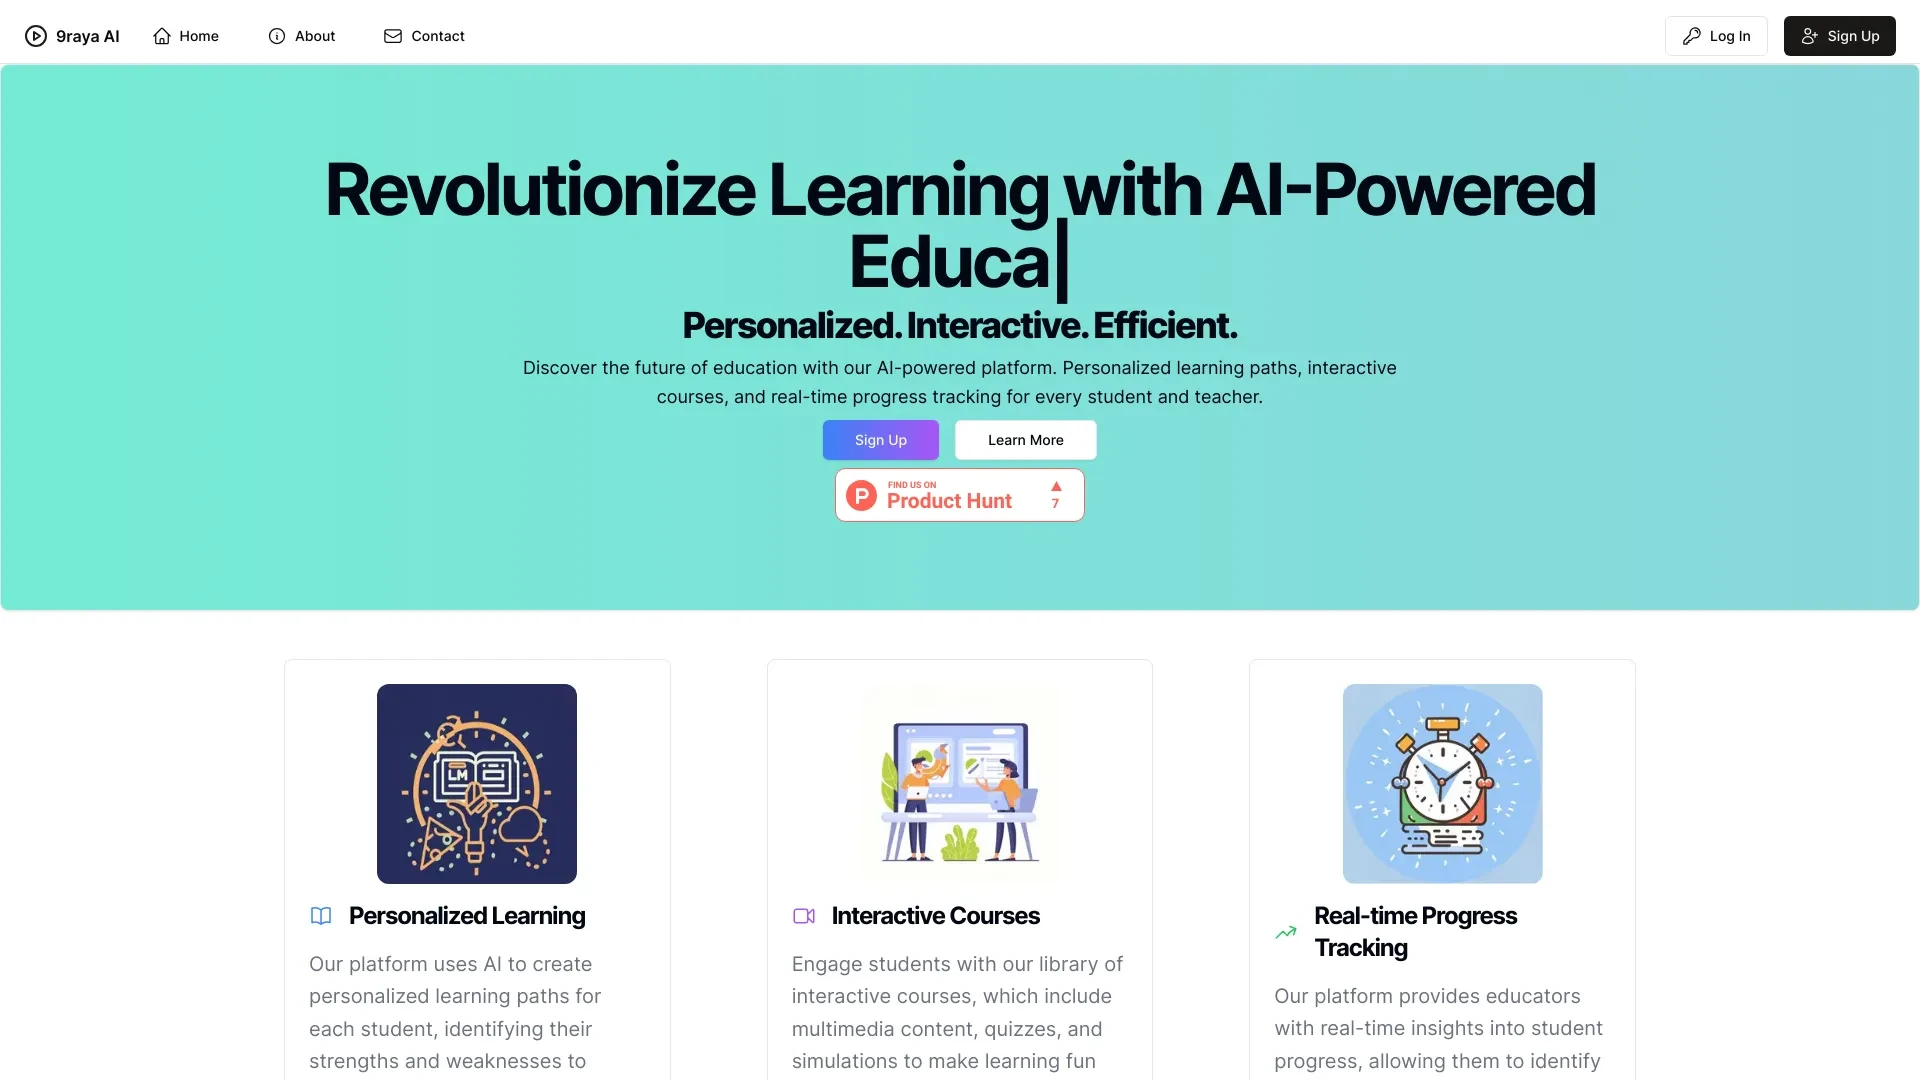 9raya AI
Home
About
Contact
Log In
Sign Up
Revolutionize Learning with AI-Powered
Educa|
Personalized. Interactive. Efficient.
Discover the future of education with our AI-powered platform. Personalized learning paths, interactive
courses, and real-time progress tracking for every student and teacher.
Sign Up
Learn More
FIND US ON
Product Hunt
7
LM
Personalized Learning
Our platform uses AI to create
personalized learning paths for
each student, identifying their
strengths and weaknesses to
Interactive Courses
Engage students with our library of
interactive courses, which include
multimedia content, quizzes, and
simulations to make learning fun
Real-time Progress
Tracking
Our platform provides educators
with real-time insights into student
progress, allowing them to identify